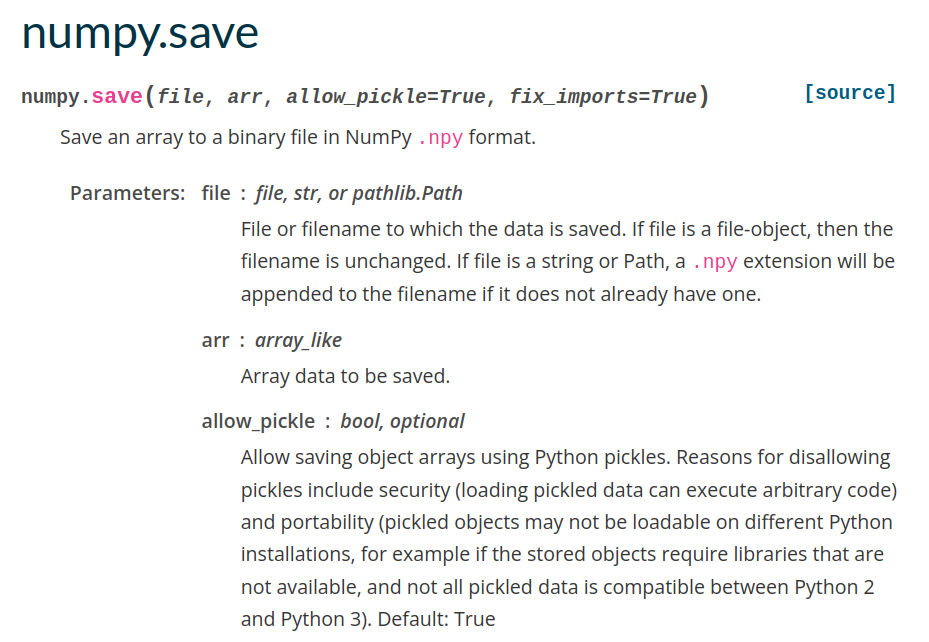 numpy.save
numpy.save(file, arr, allow_pickle=True, fix_imports=True) [source]
Save an array to a binary file in NumPy .npy format.
Parameters: file : file, str, or pathlib.Path
File or filename to which the data is saved. If file is a file-object, then the
filename is unchanged. If file is a string or Path, a .npy extension will be
appended to the filename if it does not already have one.
arr : array_like
Array data to be saved.
allow_pickle : bool, optional
Allow saving object arrays using Python pickles. Reasons for disallowing
pickles include security (loading pickled data can execute arbitrary code)
and portability (pickled objects may not be loadable on different Python
installations, for example if the stored objects require libraries that are
not available, and not all pickled data is compatible between Python 2
and Python 3). Default: True